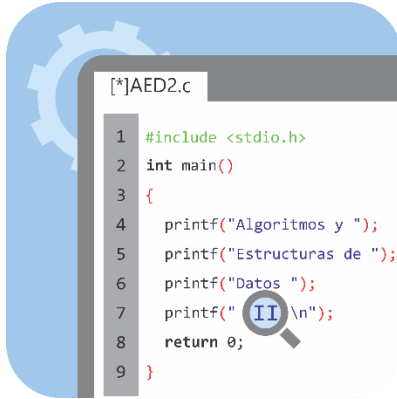 [*]AED2.c
1 #include <stdio.h>
2 int main()
3 {
4 printf("Algoritmos y ");
5 printf("Estructuras de ");
6 printf("Datos ");
7 printf(" II \n");
8 return 0;
9 }